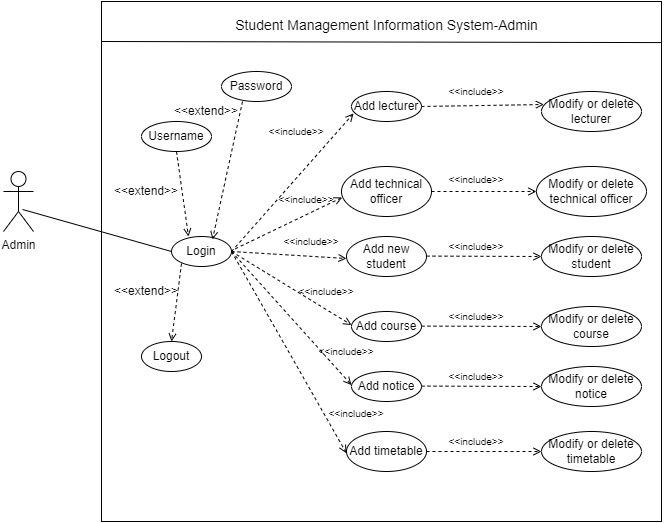 Student Management Information System-Admin
Password
<<extend>>
Username
<<extend>>
Admin
Login
<<extend>>
Logout
<<include>>
Add lecturer
<<include>>
Modify or delete
lecturer
<<include>>
Add technical
officer
<<include>>
Modify or delete
technical officer
<<include>>
Add new
student
<<include>>
Modify or delete
student
<<include>>
Add course
<<include>>
Modify or delete
course
<<include>>
Add notice
<<include>>
Modify or delete
notice
<<include>>
Add timetable
<<include>>
Modify or delete
timetable